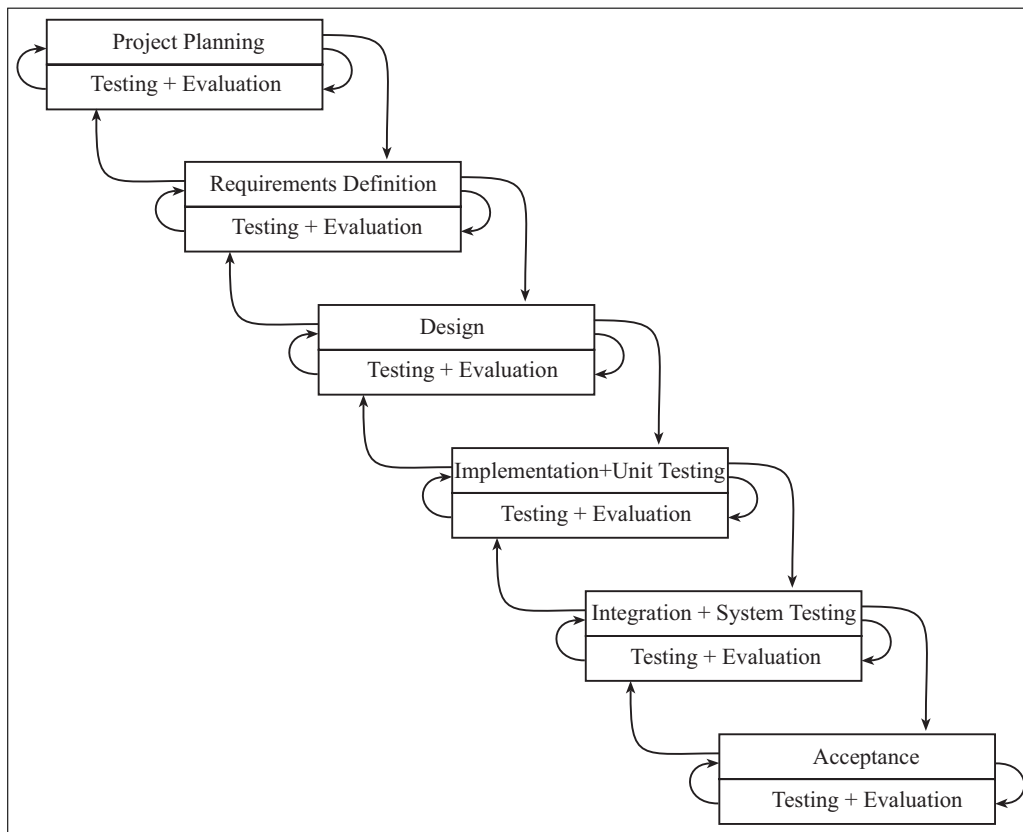 Project Planning
Testing + Evaluation
Requirements Definition
Testing + Evaluation
Design
Testing + Evaluation
Implementation+Unit Testing
Testing + Evaluation
Integration + System Testing
Testing + Evaluation
Acceptance
Testing + Evaluation